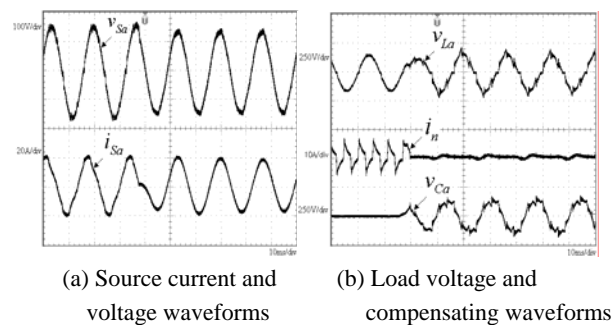 100V/div
v_Sa
20A/div
i_Sa
10ms/div
250V/div
v_La
10A/div
i_n
250V/div
v_Ca
10ms/div
(a) Source current and
voltage waveforms
(b) Load voltage and
compensating waveforms